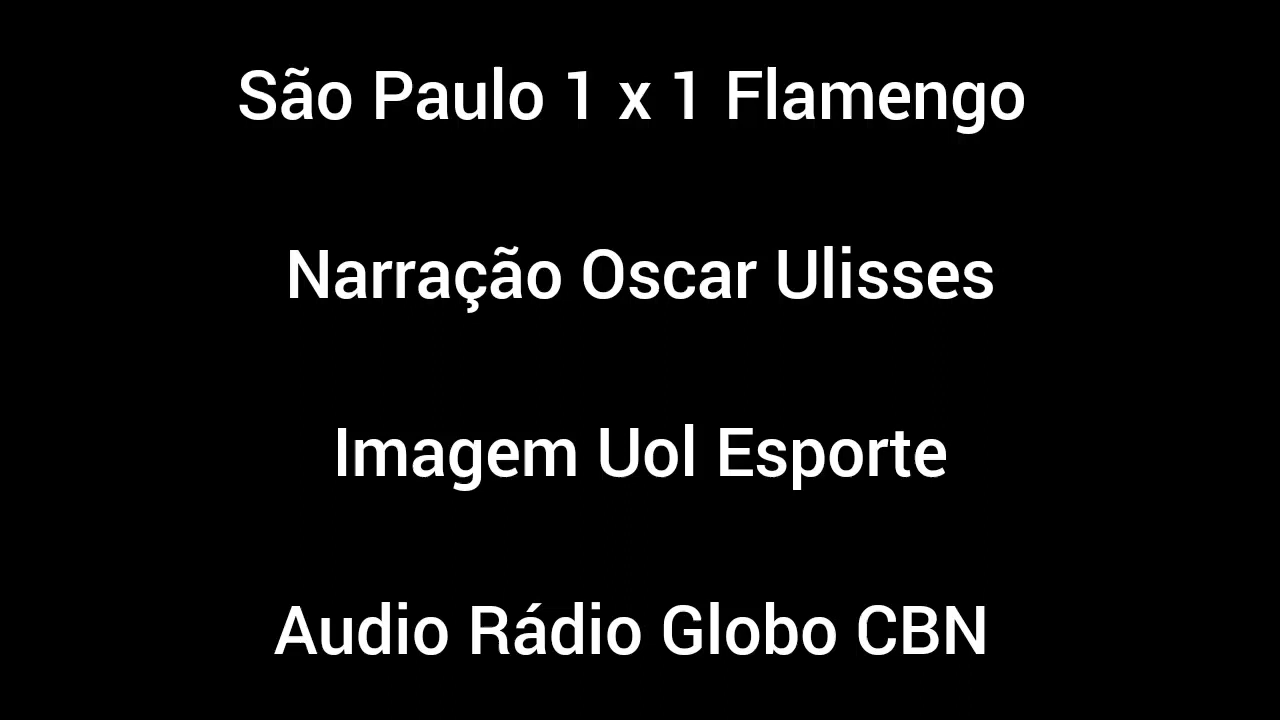 São Paulo 1 x 1 Flamengo
Narração Oscar Ulisses
Imagem Uol Esporte
Audio Rádio Globo CBN